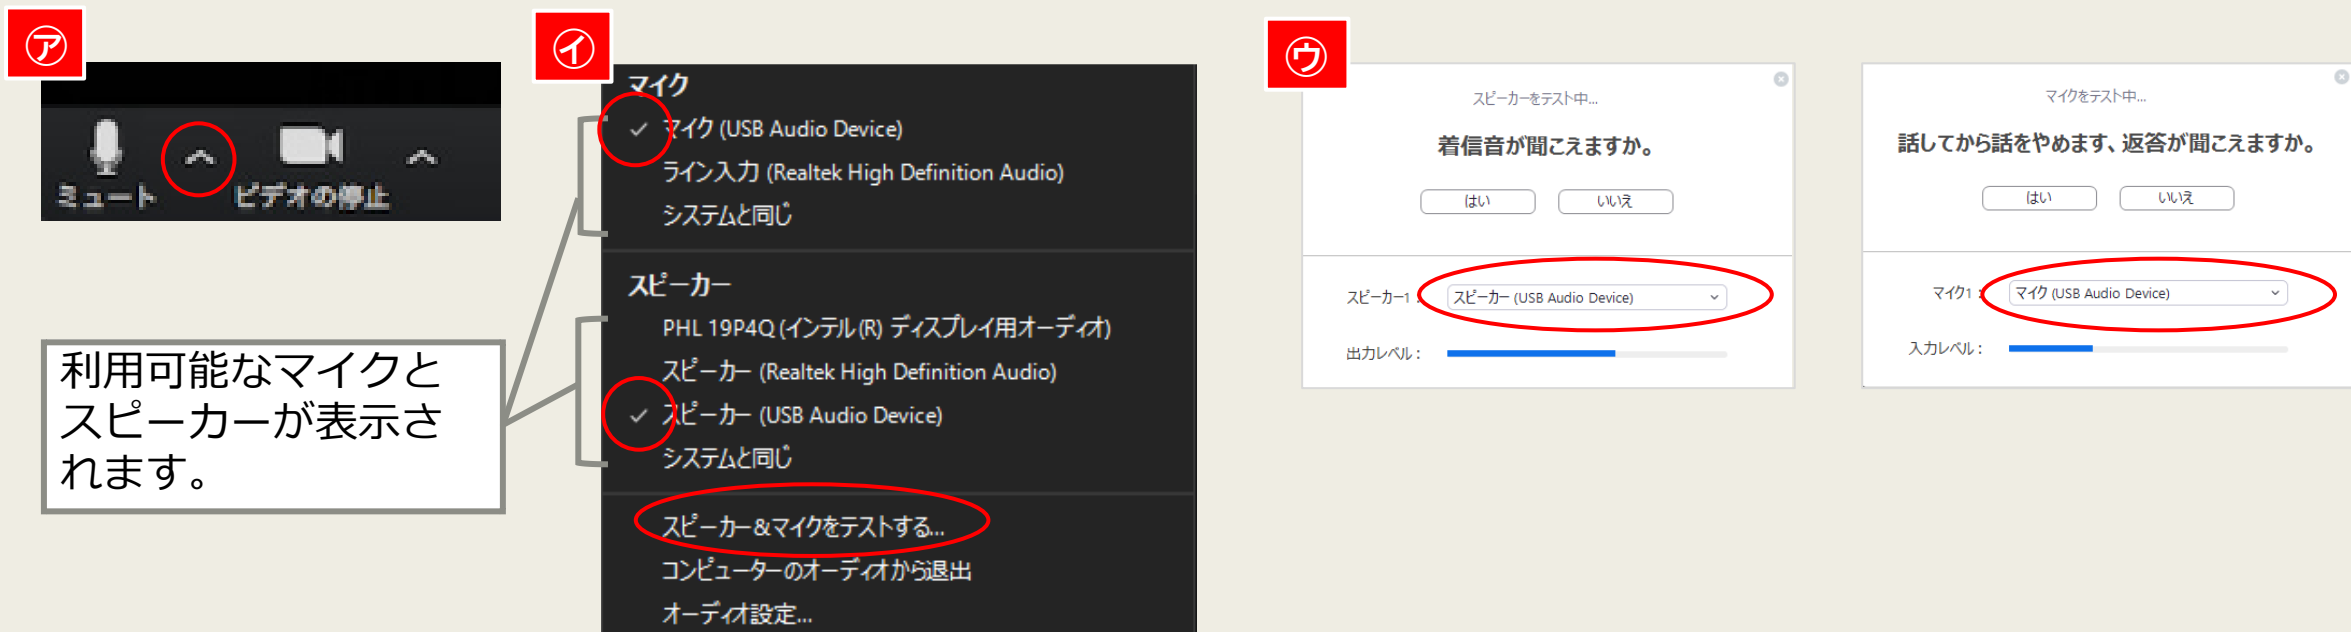 ㋐
ミュート
ビデオの停止
利用可能なマイクと
スピーカーが表示さ
れます。
㋑
マイク
✓ マイク (USB Audio Device)
ライン入力 (Realtek High Definition Audio)
システムと同じ
スピーカー
PHL 19P4Q (インテル(R) ディスプレイ用オーディオ)
スピーカー (Realtek High Definition Audio)
✓ スピーカー (USB Audio Device)
システムと同じ
スピーカー&マイクをテストする...
コンピューターのオーディオから退出
オーディオ設定...
㋒
スピーカーをテスト中...
着信音が聞こえますか。
はい
いいえ
スピーカー1：
スピーカー (USB Audio Device)
出力レベル：
マイクをテスト中...
話してから話をやめます、返答が聞こえますか。
はい
いいえ
マイク1：
マイク (USB Audio Device)
入力レベル：